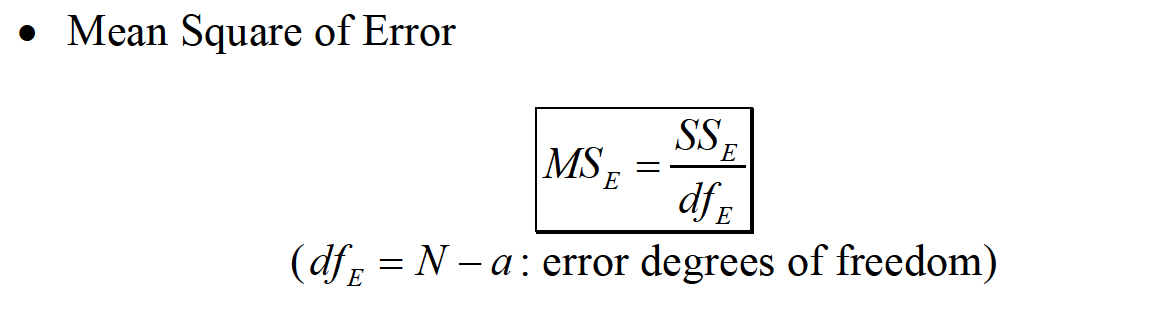 • Mean Square of Error
MS_E = SS_E / df_E
(df_E = N – a : error degrees of freedom)